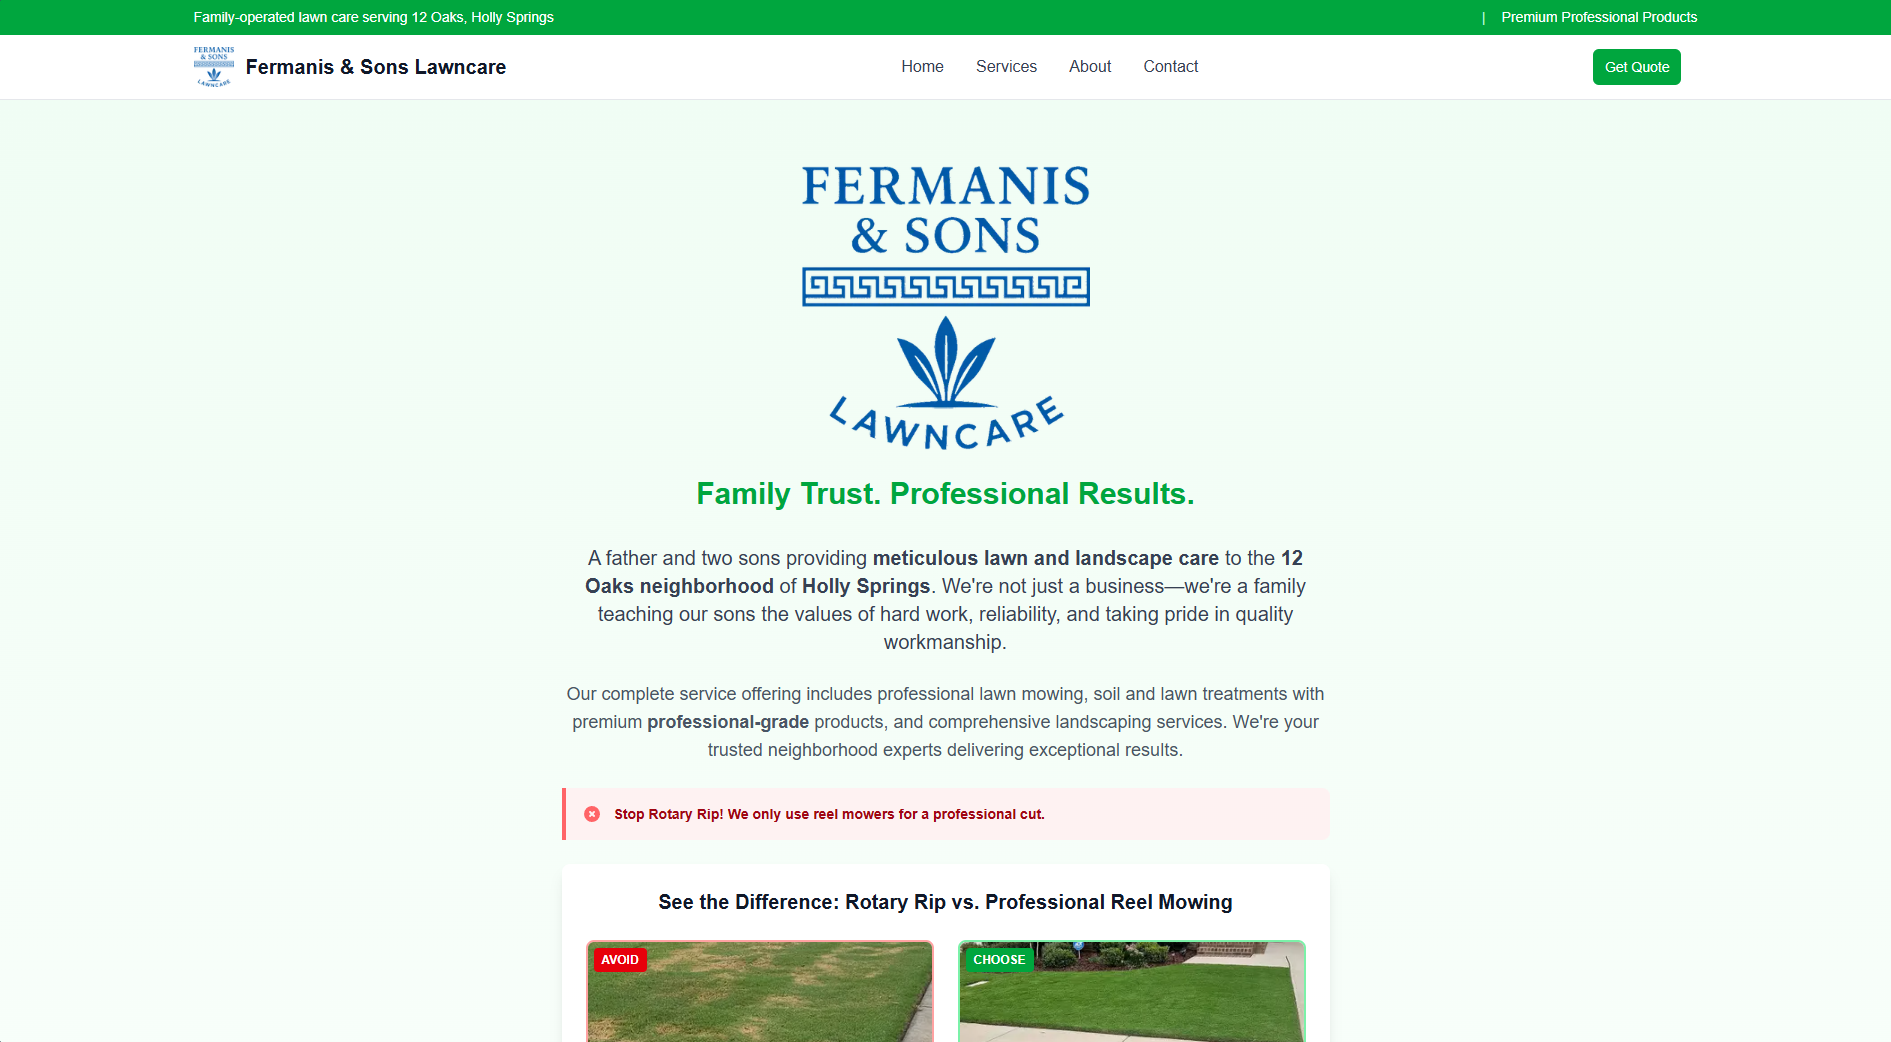 Family-operated lawn care serving 12 Oaks, Holly Springs
| Premium Professional Products
FERMANIS
& SONS
LAWNCARE
Fermanis & Sons Lawncare
Home
Services
About
Contact
Get Quote
FERMANIS
& SONS
LAWNCARE
Family Trust. Professional Results.
A father and two sons providing meticulous lawn and landscape care to the 12
Oaks neighborhood of Holly Springs. We're not just a business—we're a family
teaching our sons the values of hard work, reliability, and taking pride in quality
workmanship.
Our complete service offering includes professional lawn mowing, soil and lawn treatments with
premium professional-grade products, and comprehensive landscaping services. We're your
trusted neighborhood experts delivering exceptional results.
Stop Rotary Rip! We only use reel mowers for a professional cut.
See the Difference: Rotary Rip vs. Professional Reel Mowing
AVOID
CHOOSE